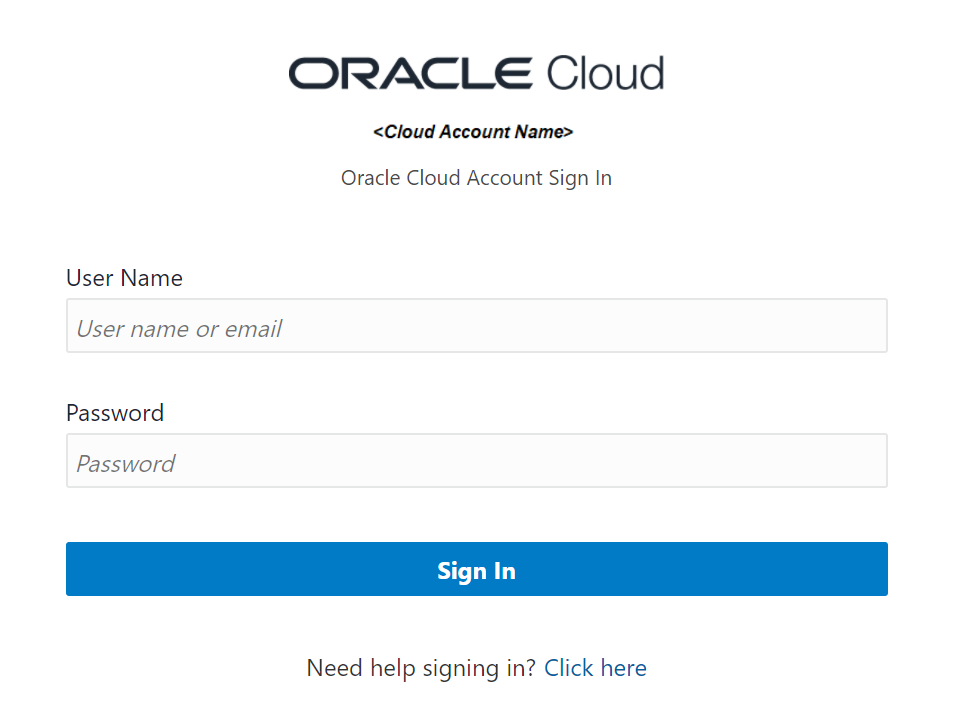 ORACLE Cloud
<Cloud Account Name>
Oracle Cloud Account Sign In
User Name
User name or email
Password
Password
Sign In
Need help signing in? Click here